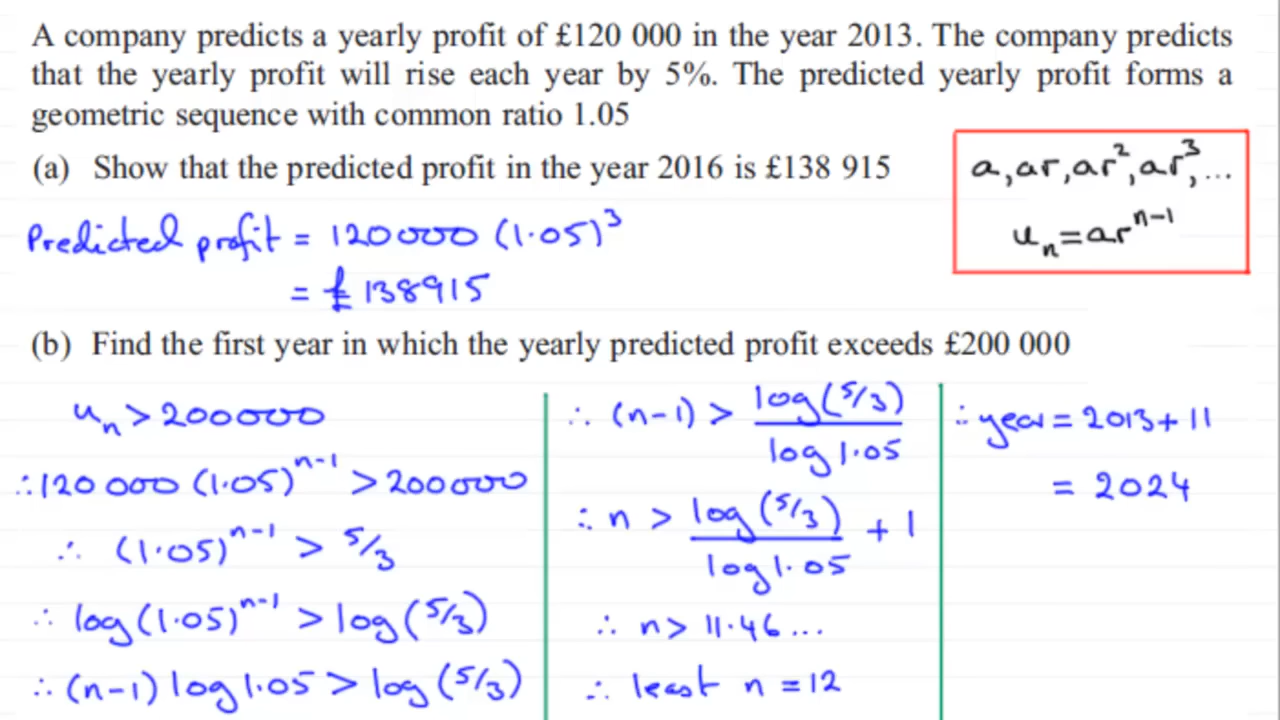 A company predicts a yearly profit of £120 000 in the year 2013. The company predicts
that the yearly profit will rise each year by 5%. The predicted yearly profit forms a
geometric sequence with common ratio 1.05
(a) Show that the predicted profit in the year 2016 is £138 915
a, ar, ar², ar³, ...
uₙ = arⁿ⁻¹
Predicted profit = 120000 (1·05)³
= £138915
(b) Find the first year in which the yearly predicted profit exceeds £200 000
uₙ > 200000
∴ 120 000 (1·05)ⁿ⁻¹ > 200000
∴ (1·05)ⁿ⁻¹ > 5/3
∴ log(1·05)ⁿ⁻¹ > log(5/3)
∴ (n-1) log 1·05 > log(5/3)
∴ (n-1) > log(5/3) / log 1·05
∴ n > log(5/3) / log 1·05 + 1
∴ n > 11·46...
∴ least n = 12
∴ year = 2013 + 11
= 2024